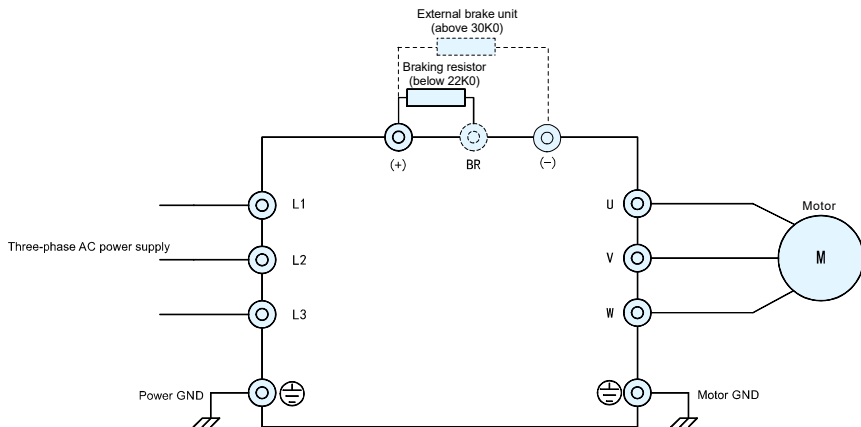 External brake unit
(above 30K0)
Braking resistor
(below 22K0)
(+)
BR
(−)
L1
U
Motor
Three-phase AC power supply
L2
V
M
L3
W
Power GND
Motor GND